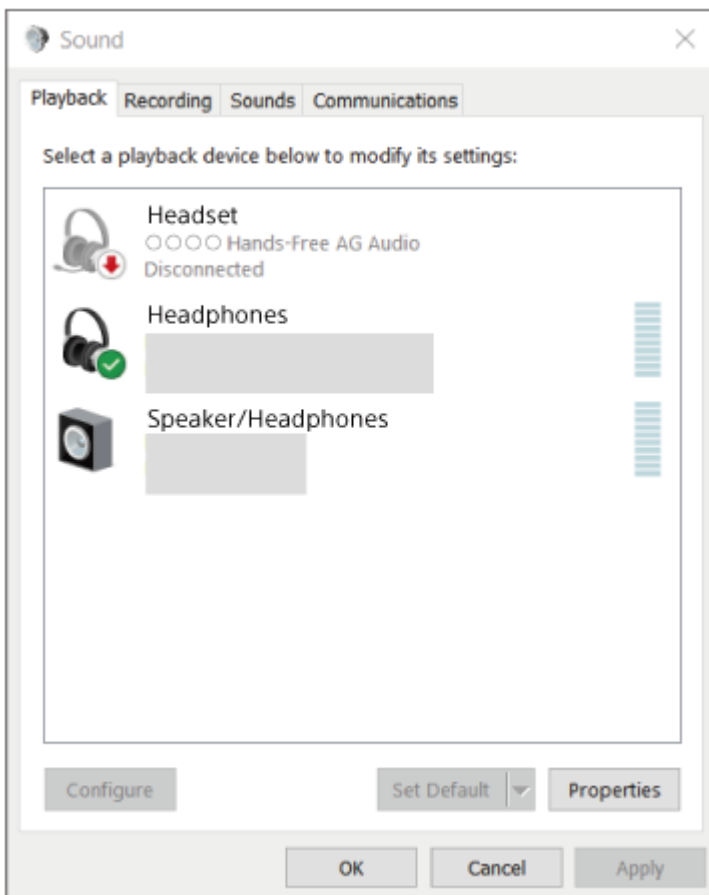 Sound
Playback Recording Sounds Communications
Select a playback device below to modify its settings:
Headset
○○○○ Hands-Free AG Audio
Disconnected
Headphones
Speaker/Headphones
Configure Set Default Properties
OK Cancel Apply